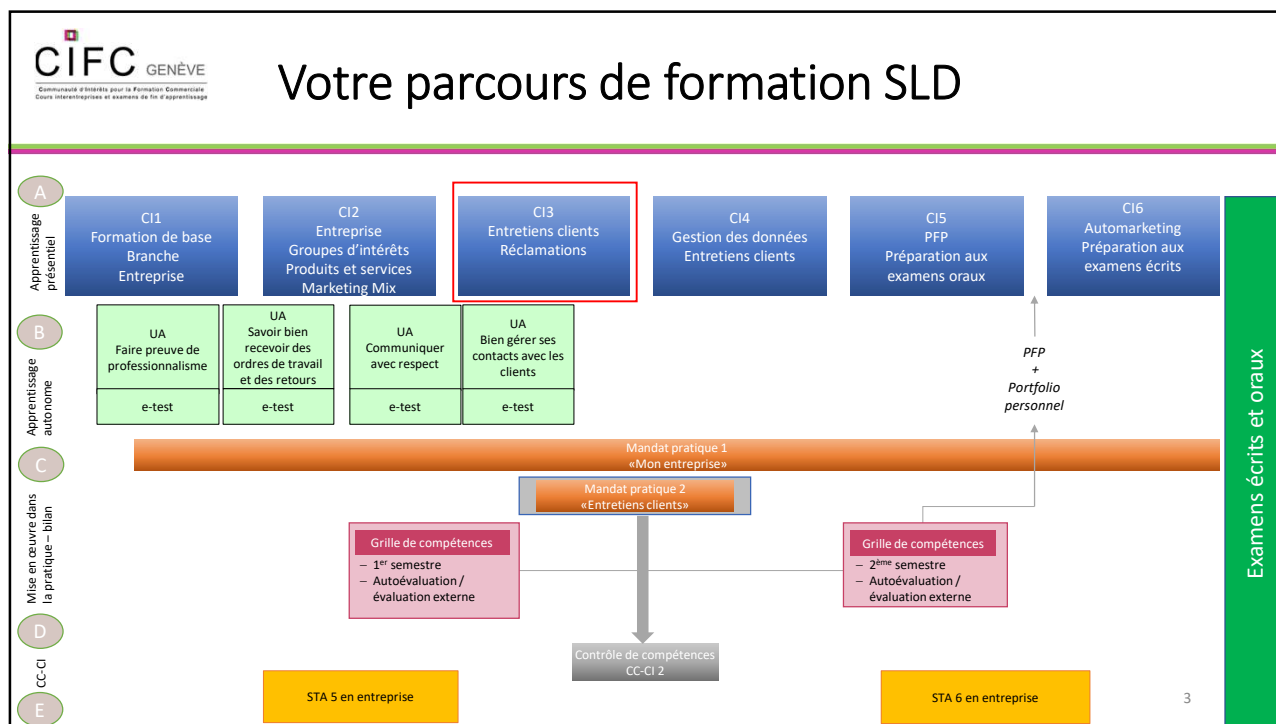 CIFC GENÈVE
Communauté d'Intérêts pour la Formation Commerciale
Cours interentreprises et examens de fin d'apprentissage
Votre parcours de formation SLD
A
Apprentissage
présentiel
CI1
Formation de base
Branche
Entreprise
CI2
Entreprise
Groupes d'intérêts
Produits et services
Marketing Mix
CI3
Entretiens clients
Réclamations
CI4
Gestion des données
Entretiens clients
CI5
PFP
Préparation aux
examens oraux
CI6
Automarketing
Préparation aux
examens écrits
Examens écrits et oraux
B
Apprentissage
autonome
UA
Faire preuve de
professionnalisme
e-test
UA
Savoir bien
recevoir des
ordres de travail
et des retours
e-test
UA
Communiquer
avec respect
e-test
UA
Bien gérer ses
contacts avec les
clients
e-test
PFP
+
Portfolio
personnel
C
Mise en œuvre dans
la pratique – bilan
Mandat pratique 1
«Mon entreprise»
Mandat pratique 2
«Entretiens clients»
Grille de compétences
– 1er semestre
– Autoévaluation /
évaluation externe
Grille de compétences
– 2ème semestre
– Autoévaluation /
évaluation externe
D
CC-CI
Contrôle de compétences
CC-CI 2
E
STA 5 en entreprise
STA 6 en entreprise
3